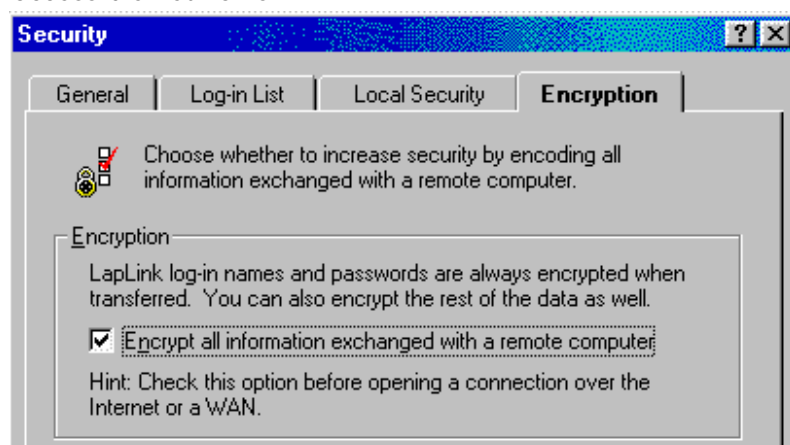 Security
General
Log-in List
Local Security
Encryption
Choose whether to increase security by encoding all
information exchanged with a remote computer.
Encryption
LapLink log-in names and passwords are always encrypted when
transferred. You can also encrypt the rest of the data as well.
Encrypt all information exchanged with a remote computer
Hint: Check this option before opening a connection over the
Internet or a WAN.